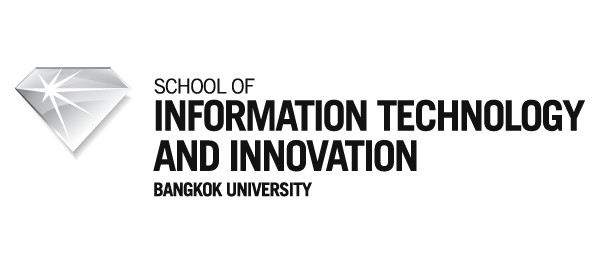 SCHOOL OF
INFORMATION TECHNOLOGY
AND INNOVATION
BANGKOK UNIVERSITY